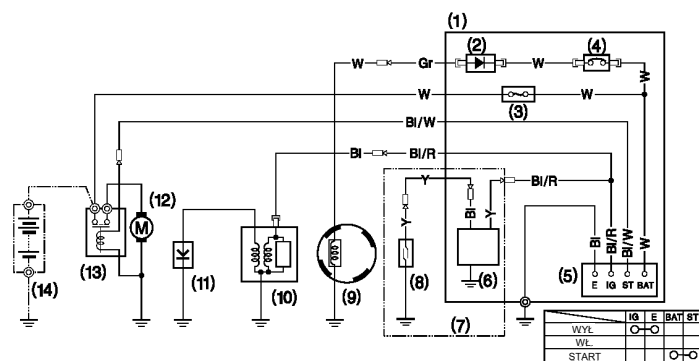 (1)
(2)
(4)
W
Gr
W
W
W
W
(3)
Bl/W
Bl
Bl/R
Y
Bl/R
Y
Bl
Y
(12)
M
(13)
(14)
(11)
(10)
(9)
(8)
(6)
(7)
Bl
Bl/R
Bl/W
W
(5)
E IG ST BAT
IG E BAT ST
WYŁ.
WŁ.
START